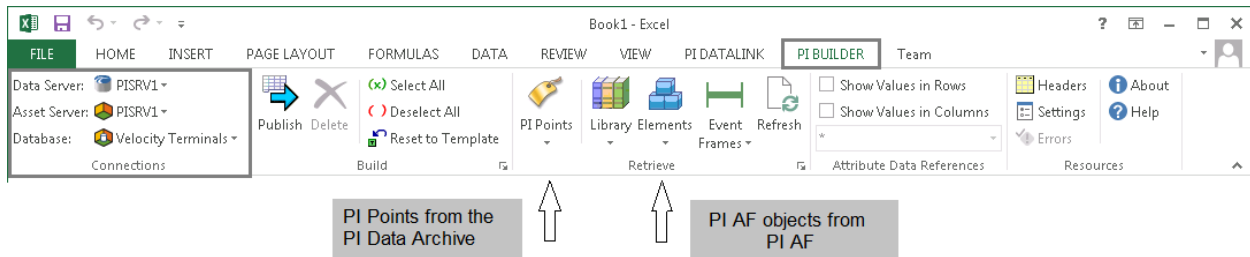 Book1 - Excel
FILE HOME INSERT PAGE LAYOUT FORMULAS DATA REVIEW VIEW PI DATALINK PI BUILDER Team
Data Server: PISRV1
Asset Server: PISRV1
Database: Velocity Terminals
Connections
Publish Delete
(x) Select All
( ) Deselect All
Reset to Template
Build
PI Points
Library Elements Event Frames Refresh
Retrieve
Show Values in Rows
Show Values in Columns
*
Attribute Data References
Headers
Settings
Errors
About
Help
Resources
PI Points from the
PI Data Archive
PI AF objects from
PI AF